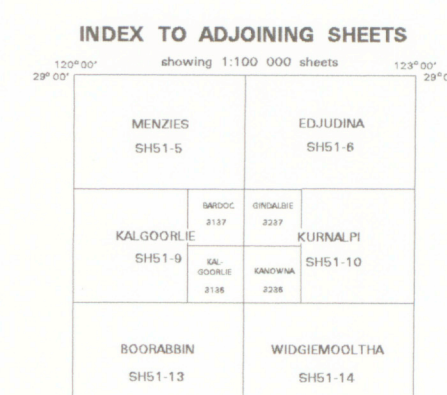 INDEX TO ADJOINING SHEETS
showing 1:100 000 sheets
120°00'
123°00'
29°00'
29°0
MENZIES
SH51-5
EDJUDINA
SH51-6
BARDOC
3137
GINDALBIE
3237
KALGOORLIE
SH51-9
KURNALPI
SH51-10
KAL-
GOORLIE
3136
KANOWNA
3236
BOORABBIN
SH51-13
WIDGIEMOOLTHA
SH51-14